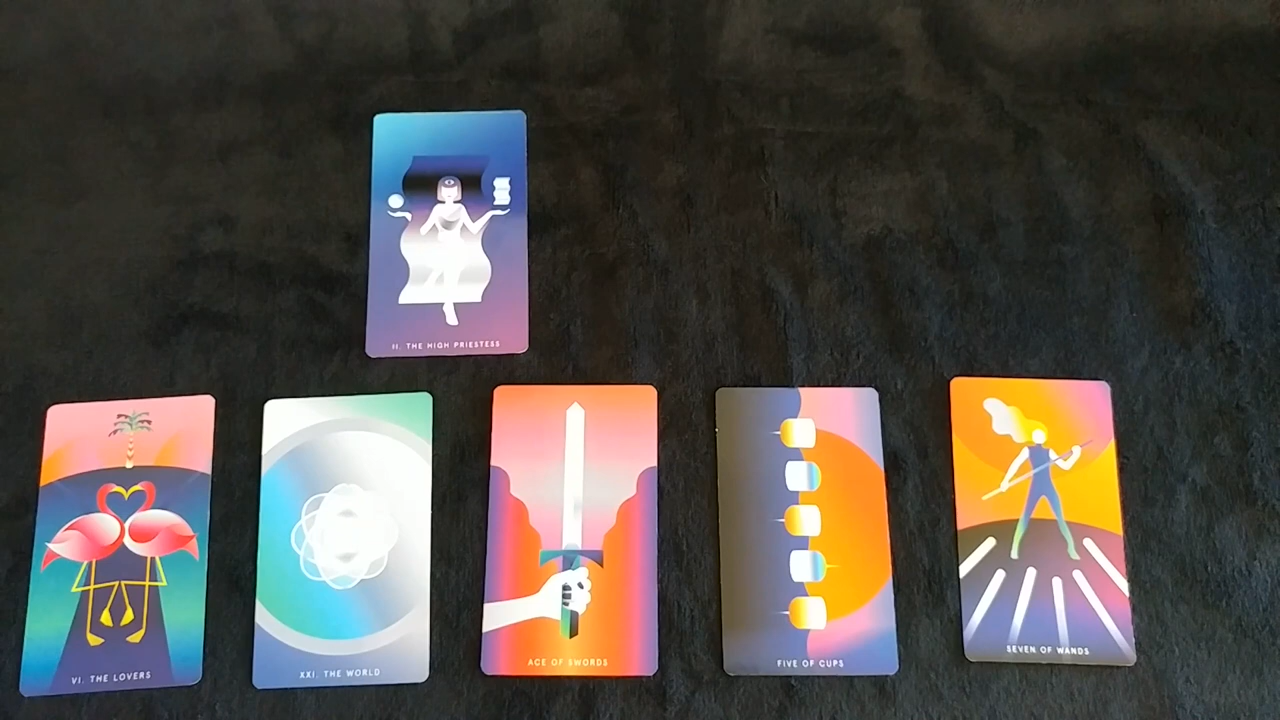 II. THE HIGH PRIESTESS
VI. THE LOVERS
XXI. THE WORLD
ACE OF SWORDS
FIVE OF CUPS
SEVEN OF WANDS